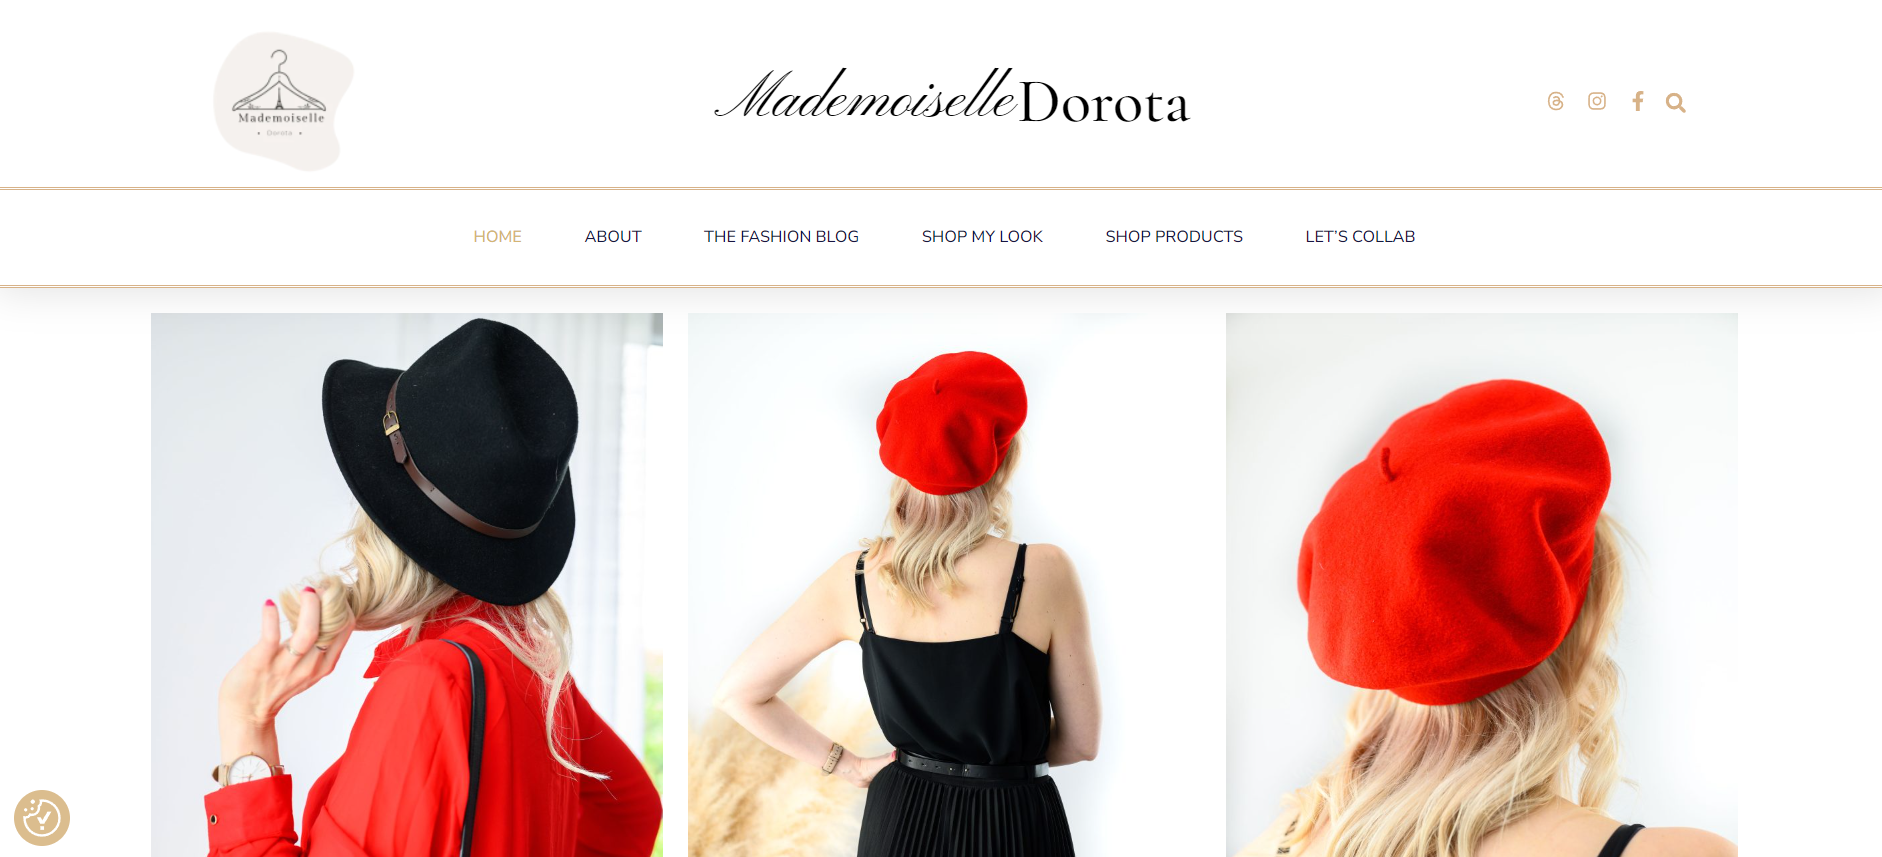 Mademoiselle
• Dorota •
Mademoiselle Dorota
HOME
ABOUT
THE FASHION BLOG
SHOP MY LOOK
SHOP PRODUCTS
LET’S COLLAB